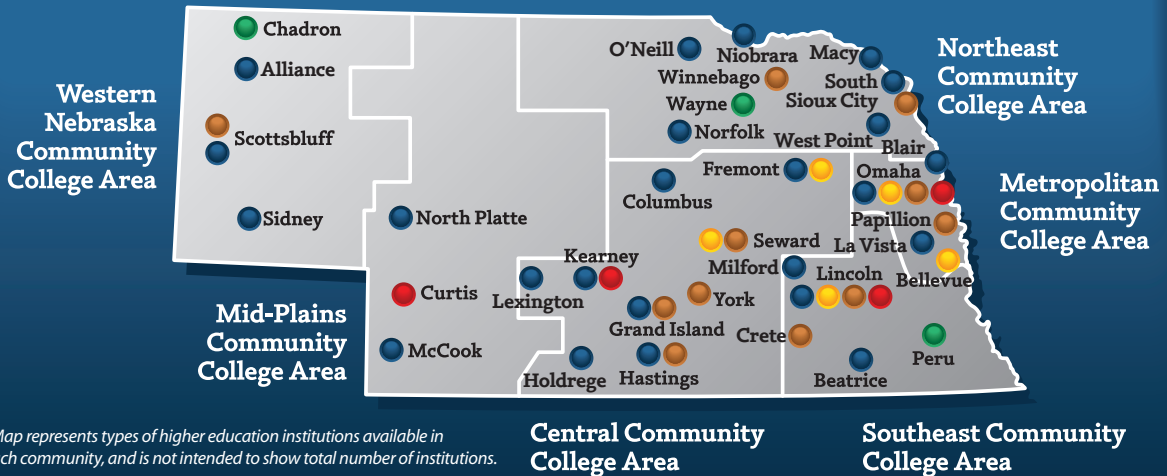 Chadron
Alliance
Western
Nebraska
Community
College Area
Scottsbluff
Sidney
O'Neill
Niobrara
Macy
Winnebago
South
Sioux City
Wayne
Norfolk
West Point
Blair
Northeast
Community
College Area
Fremont
Omaha
Columbus
Papillion
La Vista
Bellevue
Metropolitan
Community
College Area
North Platte
Seward
Milford
Kearney
Lincoln
Curtis
Lexington
York
Grand Island
Crete
Mid-Plains
Community
College Area
McCook
Holdrege
Hastings
Beatrice
Peru
Map represents types of higher education institutions available in
community, and is not intended to show total number of institutions.
Central Community
College Area
Southeast Community
College Area